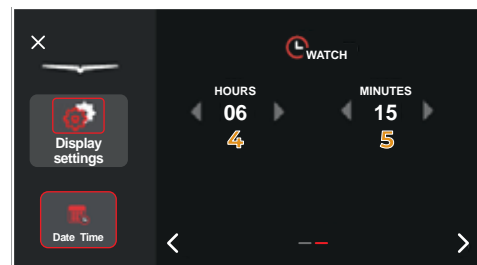 WATCH
HOURS
MINUTES
06
15
4
5
Display
settings
Date Time